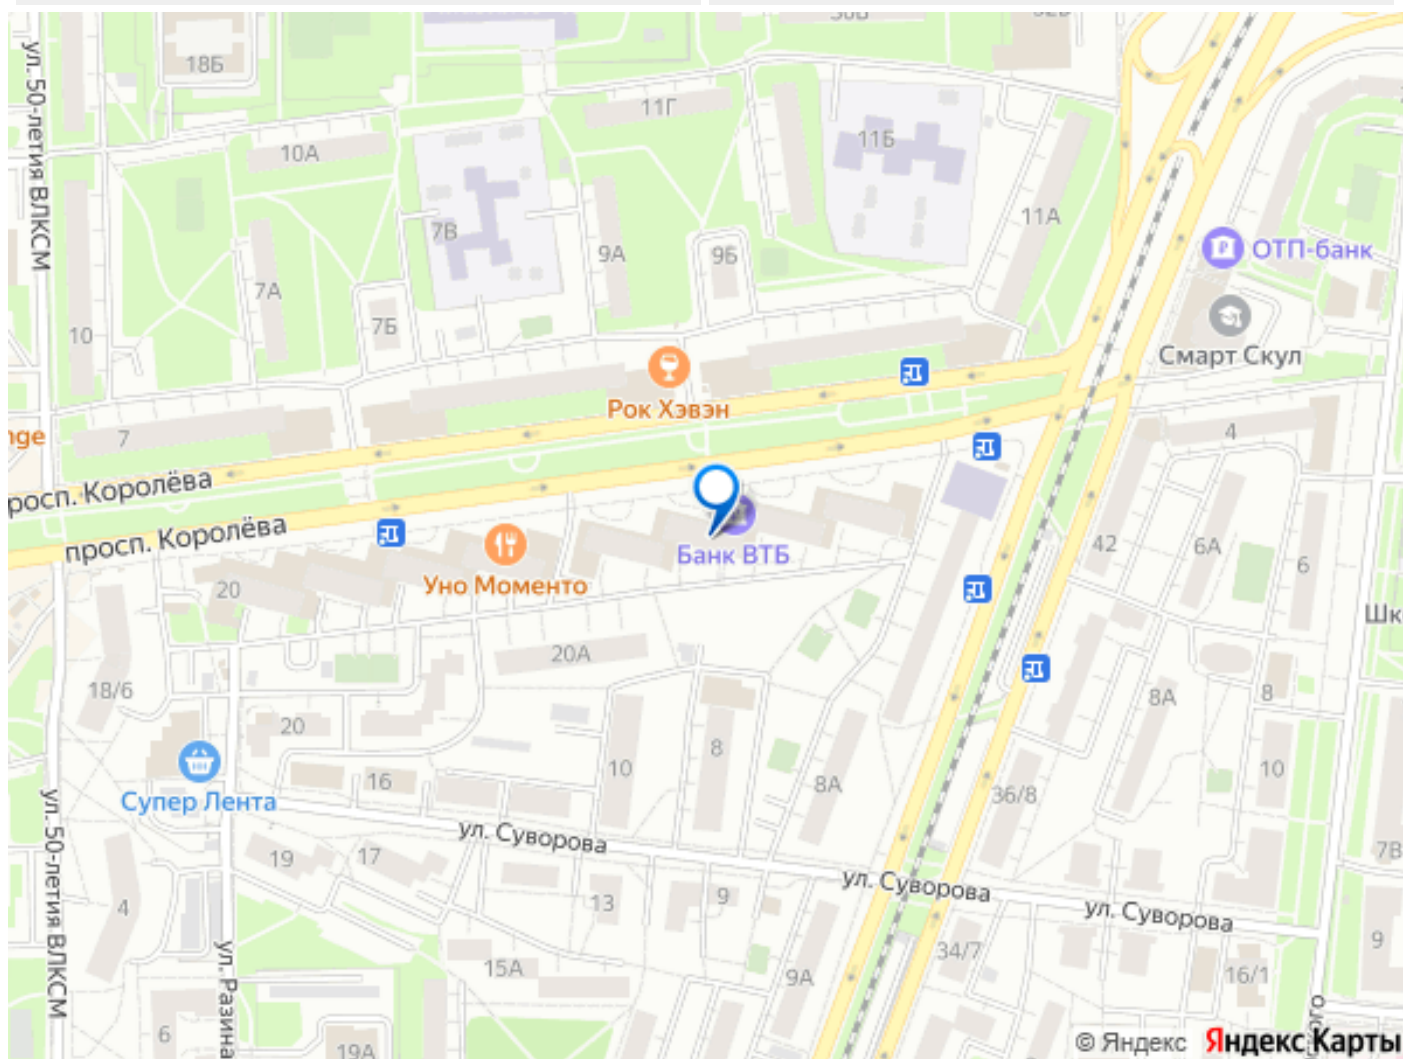 18Б
ул. 50-летия ВЛКСМ
11Г
10А
11Б
7В
11А
9А
9Б
ОТП-банк
7А
7Б
10
Смарт Скул
Рок Хэвэн
7
4
просп. Королёва
42
6А
6
Банк ВТБ
Уно Моменто
20
20А
18/6
8А
8
20
8
10
16
10
8А
36/8
Супер Лента
ул. Суворова
7В
19
17
ул. Суворова
ул. 50-летия ВЛКСМ
4
13
9
ул. Суворова
ул. Разина
34/7
9
15А
9А
16/1
6
19А
© Яндекс
Яндекс Карты